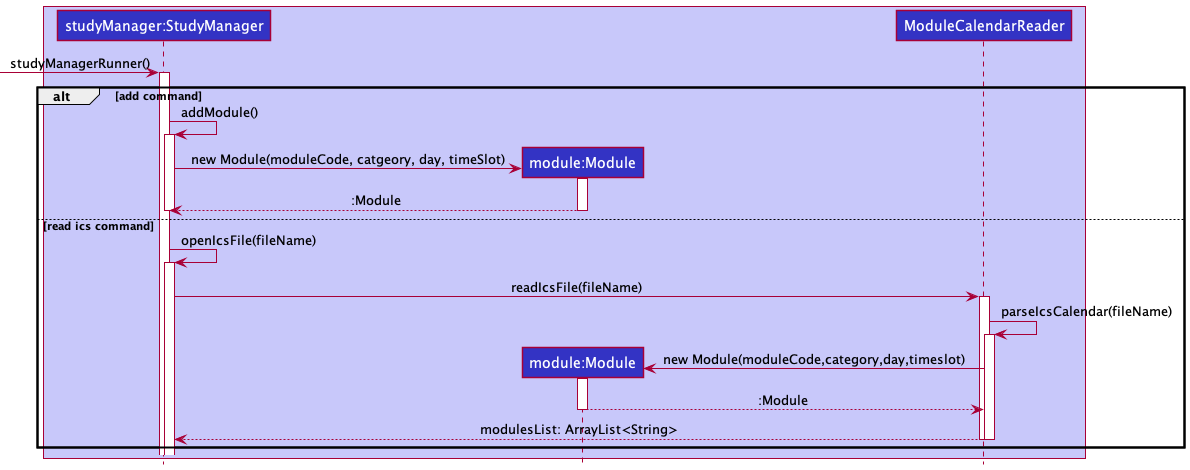 studyManager:StudyManager
ModuleCalendarReader
studyManagerRunner()
alt
[add command]
addModule()
new Module(moduleCode, catgeory, day, timeSlot)
module:Module
:Module
[read ics command]
openIcsFile(fileName)
readIcsFile(fileName)
parseIcsCalendar(fileName)
module:Module
new Module(moduleCode,category,day,timeslot)
:Module
modulesList: ArrayList<String>